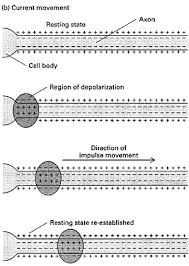 (b) Current movement
Resting state
Axon
Cell body
Region of depolarization
Direction of
impulse movement
Resting state re-established